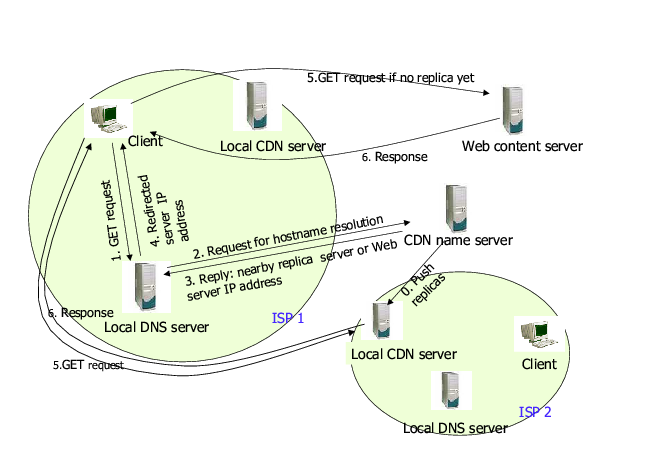 5.GET request if no replica yet
Client
Local CDN server
Web content server
6. Response
1. GET request
4. Redirected
server IP
address
2. Request for hostname resolution
CDN name server
3. Reply: nearby replica server or Web
server IP address
0. Push
replicas
Local DNS server
ISP 1
6. Response
5.GET request
Local CDN server
Client
Local DNS server
ISP 2